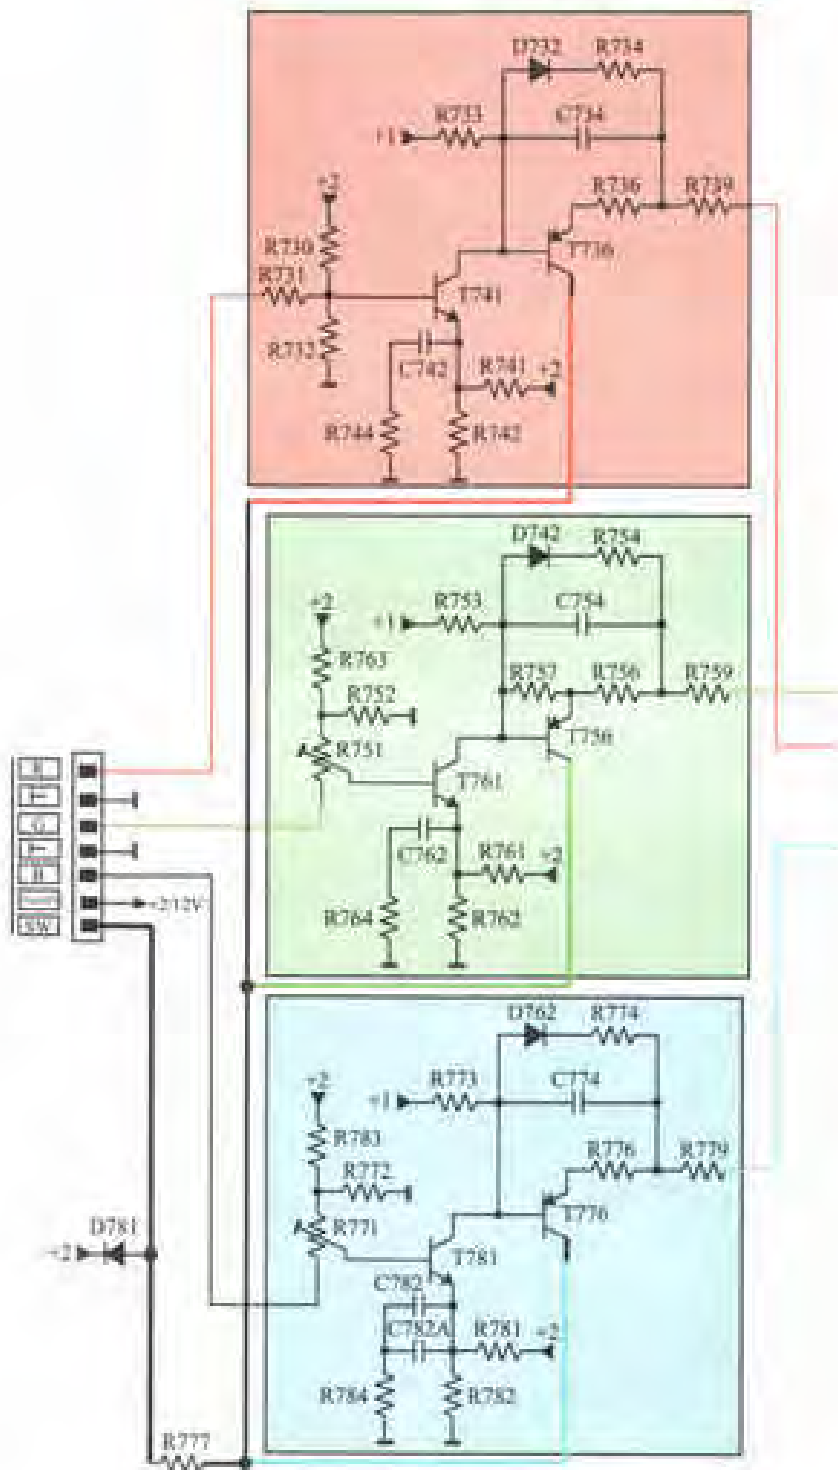 D732 R734
R733 C734
+1
+2
R736 R739
R730
R731
T736
T741
R732
C742 R741 +2
R744 R742
D742 R754
R753 C754
+2
+1
R763
R757 R756 R759
R752
T756
R751
T761
C762 R761 +2
R764 R762
R
G
B
+2/12V
SW
D762 R774
R773 C774
+2
+1
R783
R776 R779
R772
T776
R771
D781
+2
T781
C782
C782A R781 +2
R784 R782
R777